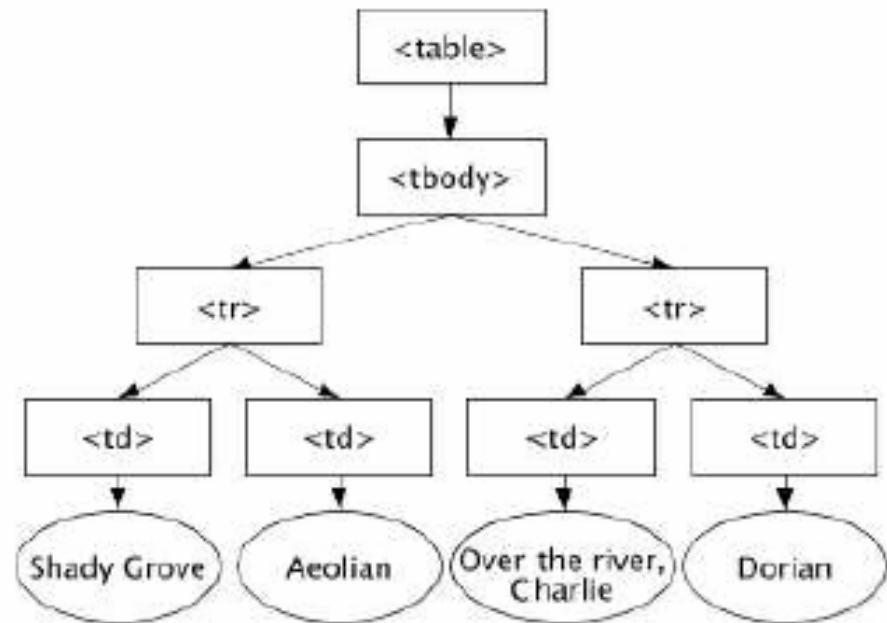 <table>
<tbody>
<tr>
<tr>
<td>
<td>
<td>
<td>
Shady Grove
Aeolian
Over the river,
Charlie
Dorian